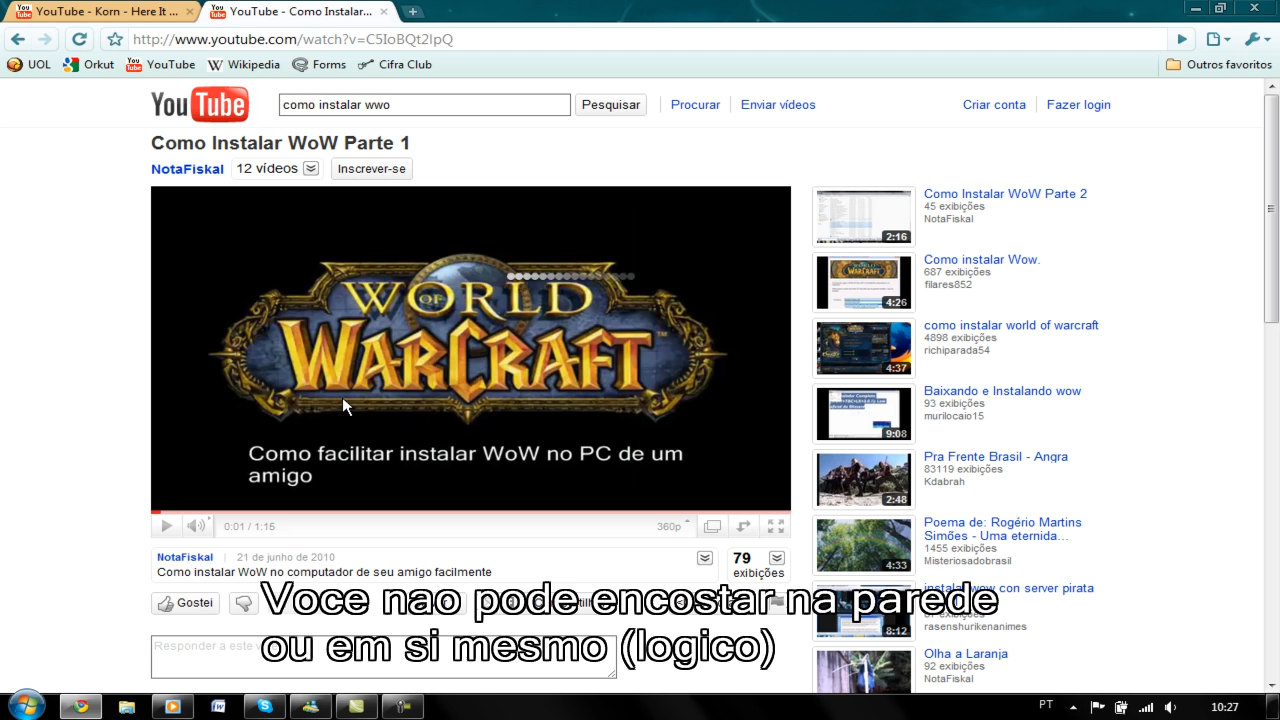 YouTube - Korn - Here It ...
YouTube - Como Instalar...
http://www.youtube.com/watch?v=C5IoBQt2IpQ
UOL
Orkut
YouTube
Wikipedia
Forms
Cifra Club
Outros favoritos
YouTube
como instalar wwo
Pesquisar
Procurar
Enviar vídeos
Criar conta
Fazer login
Como Instalar WoW Parte 1
NotaFiskal
12 vídeos
Inscrever-se
WORLD
OF
WARCRAFT
Como facilitar instalar WoW no PC de um
amigo
0:01 / 1:15
360p
NotaFiskal
21 de junho de 2010
Como instalar WoW no computador de seu amigo facilmente
79
exibições
Gostei
Voce nao pode encostar na parede
ou em si mesmo (logico)
Responder a este v
Como Instalar WoW Parte 2
45 exibições
NotaFiskal
2:16
Como instalar Wow.
687 exibições
filares852
4:26
como instalar world of warcraft
4898 exibições
richiparada54
4:37
Baixando e Instalando wow
93 exibições
murilocaio15
9:08
Pra Frente Brasil - Angra
83119 exibições
Kdabrah
2:48
Poema de: Rogério Martins
Simões - Uma eternida...
1455 exibições
Misteriosadobrasil
4:33
instalar wow con server pirata
exibições
rasenshurikenanimes
8:12
Olha a Laranja
92 exibições
NotaFiskal
PT
10:27